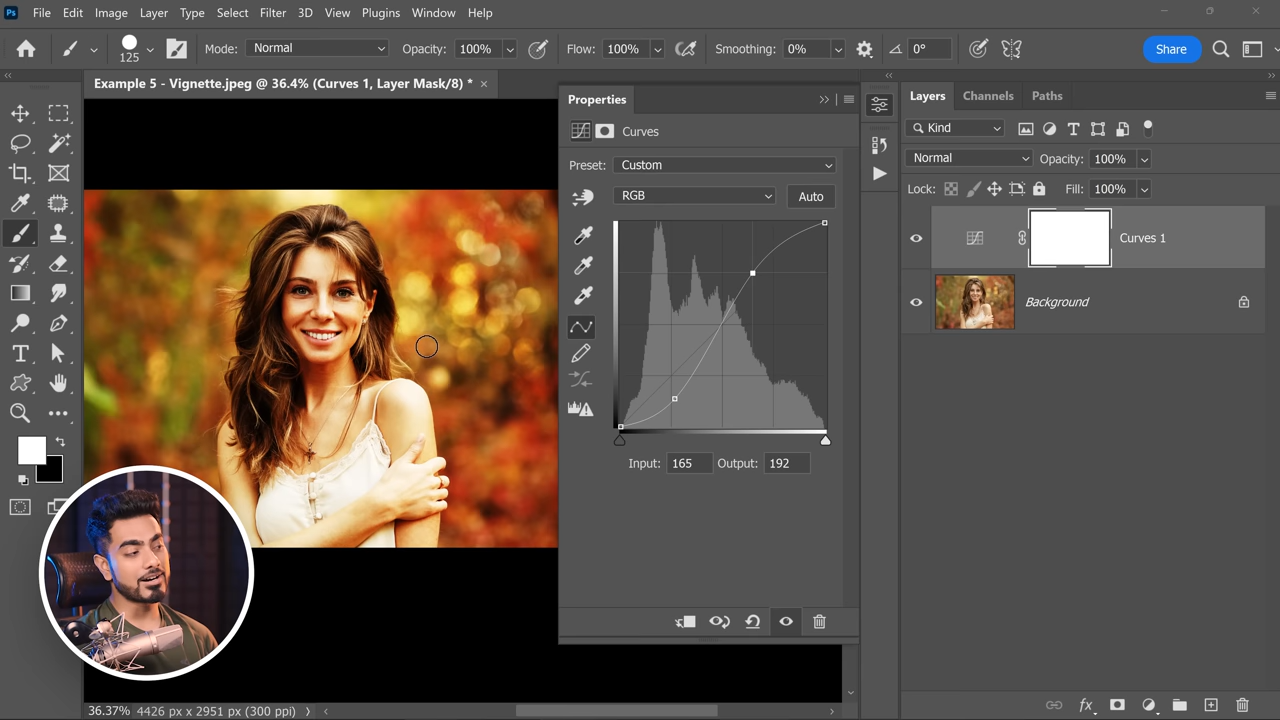 Ps File Edit Image Layer Type Select Filter 3D View Plugins Window Help
125 Mode: Normal Opacity: 100% Flow: 100% Smoothing: 0% 0° Share
Example 5 - Vignette.jpeg @ 36.4% (Curves 1, Layer Mask/8) *
Properties
Curves
Preset: Custom
RGB Auto
Input: 165 Output: 192
Layers Channels Paths
Kind
Normal Opacity: 100%
Lock: Fill: 100%
Curves 1
Background
36.37% 4426 px x 2951 px (300 ppi)